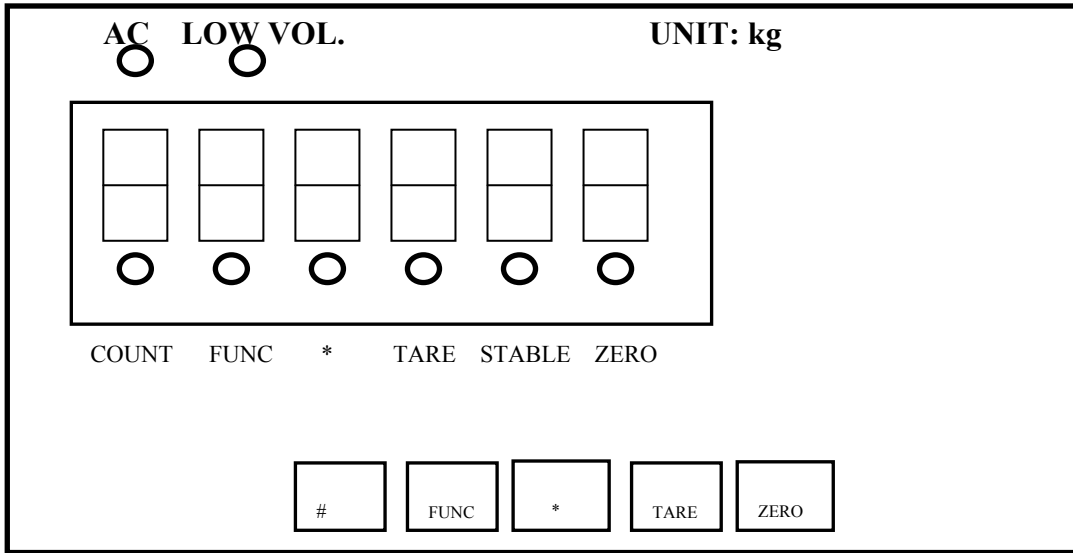 AC LOW VOL. UNIT: kg
COUNT FUNC * TARE STABLE ZERO
# FUNC * TARE ZERO